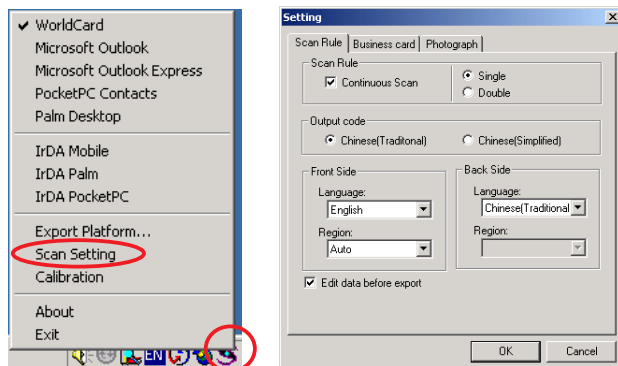 WorldCard
Microsoft Outlook
Microsoft Outlook Express
PocketPC Contacts
Palm Desktop
IrDA Mobile
IrDA Palm
IrDA PocketPC
Export Platform...
Scan Setting
Calibration
About
Exit
EN
Setting
Scan Rule Business card Photograph
Scan Rule
Continuous Scan
Single
Double
Output code
Chinese(Traditonal)
Chinese(Simplified)
Front Side
Language:
English
Region:
Auto
Back Side
Language:
Chinese(Traditional
Region:
Edit data before export
OK Cancel